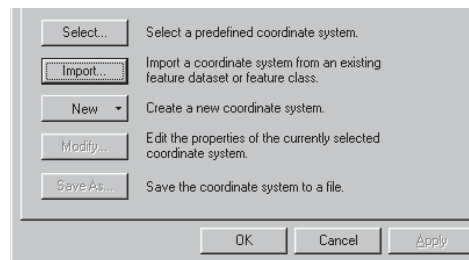 Select... Select a predefined coordinate system.
Import... Import a coordinate system from an existing
feature dataset or feature class.
New Create a new coordinate system.
Modify... Edit the properties of the currently selected
coordinate system.
Save As... Save the coordinate system to a file.
OK Cancel Apply